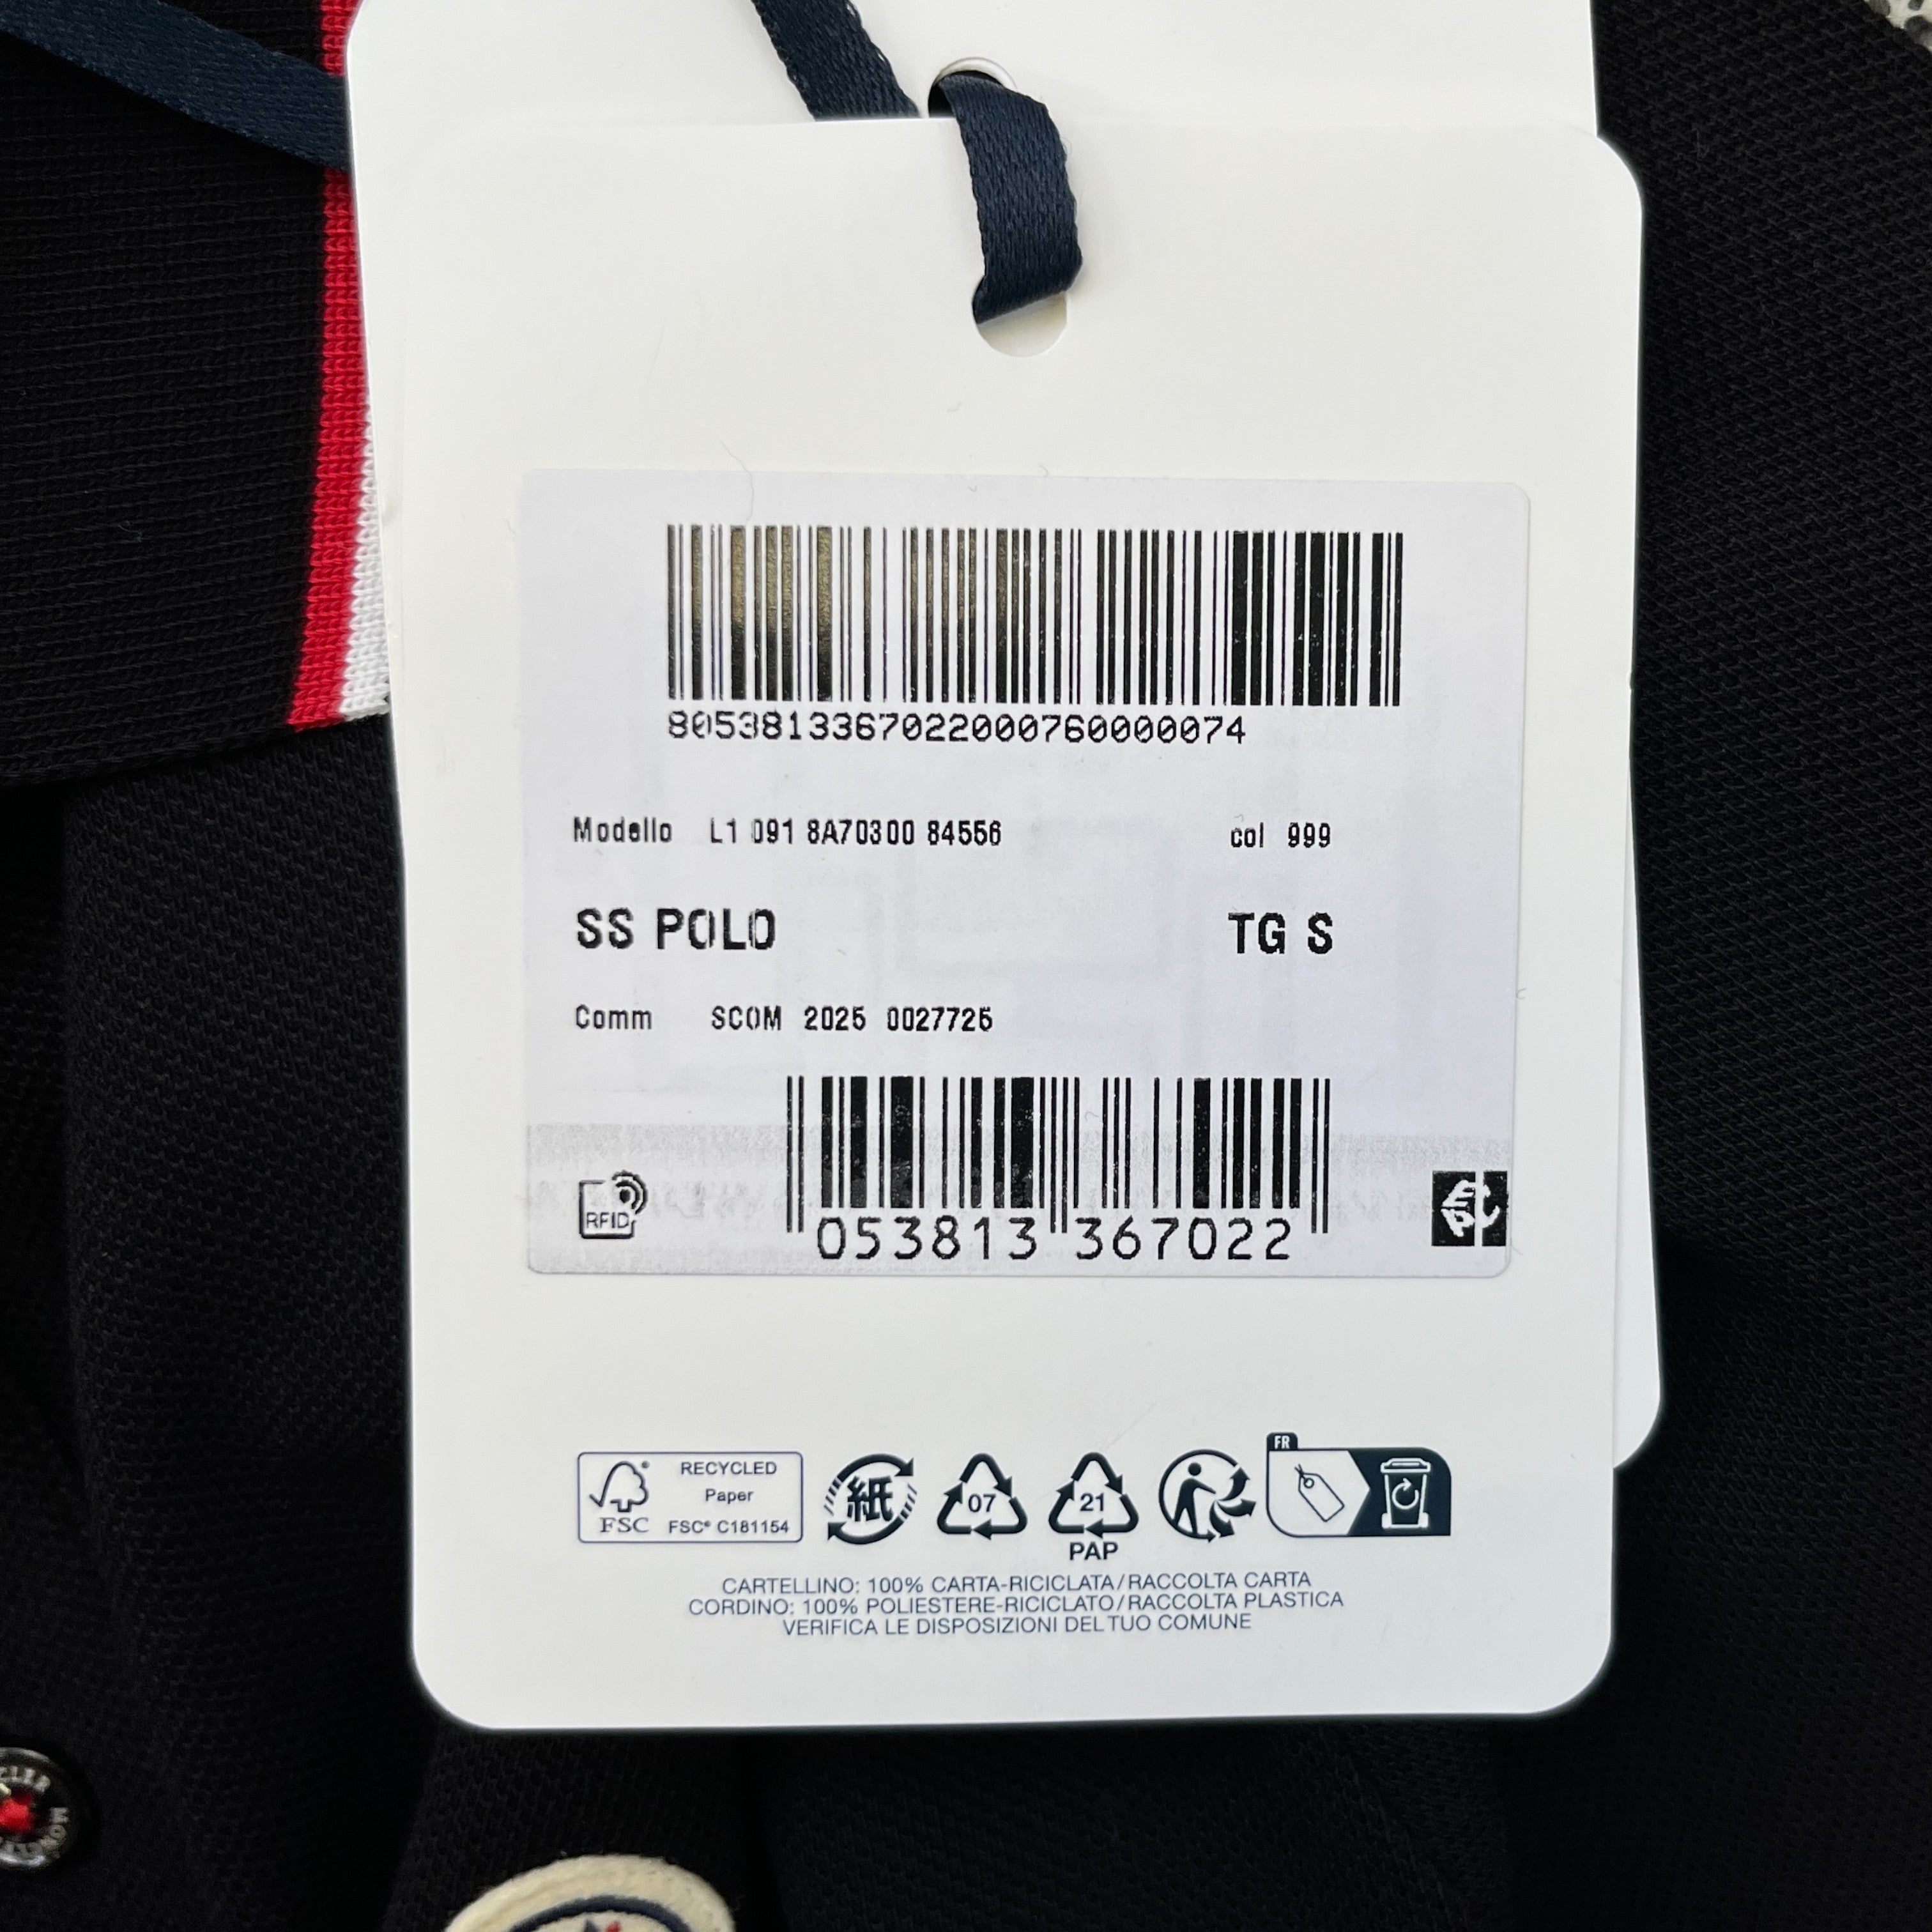 805381336702200076000​0074
Modello L1 091 8A70300 84556 col 999
SS POLO TG S
Comm SCOM 2025 0027725
RFID
053813 367022
FR
RECYCLED
Paper
FSC
FSC® C181154
紙
07
21
PAP
CARTELLINO: 100% CARTA-RICICLATA/RACCOLTA CARTA
CORDINO: 100% POLIESTERE-RICICLATO/RACCOLTA PLASTICA
VERIFICA LE DISPOSIZIONI DEL TUO COMUNE